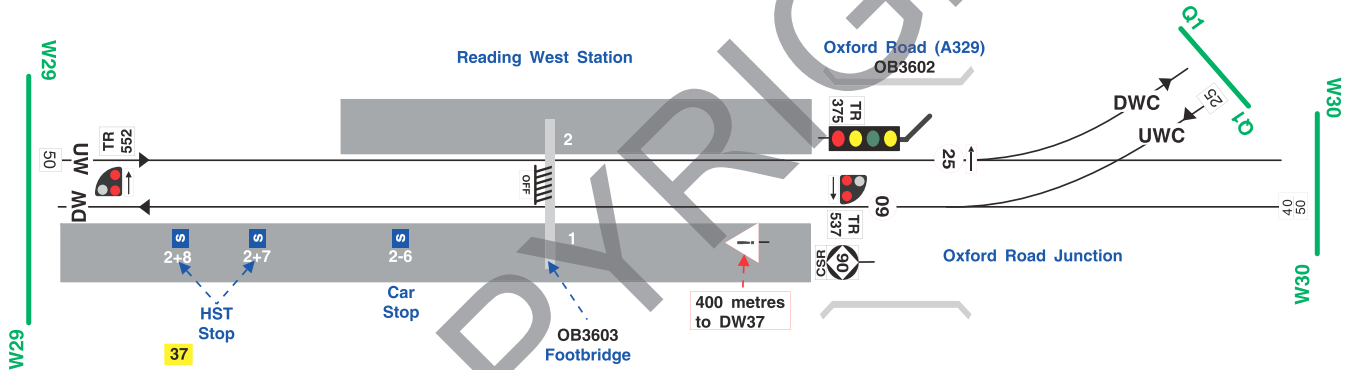 W29
Reading West Station
Oxford Road (A329)
OB3602
Q1
Q1
W30
DWC
25
UWC
TR
375
TR
552
50
UW
2
25
OFF
DW
60
40
50
TR
537
S
2+8
S
2+7
S
2-6
1
!
CSR
90
Oxford Road Junction
HST
Stop
Car
Stop
400 metres
to DW37
OB3603
Footbridge
37
W29
W30
PYRIG